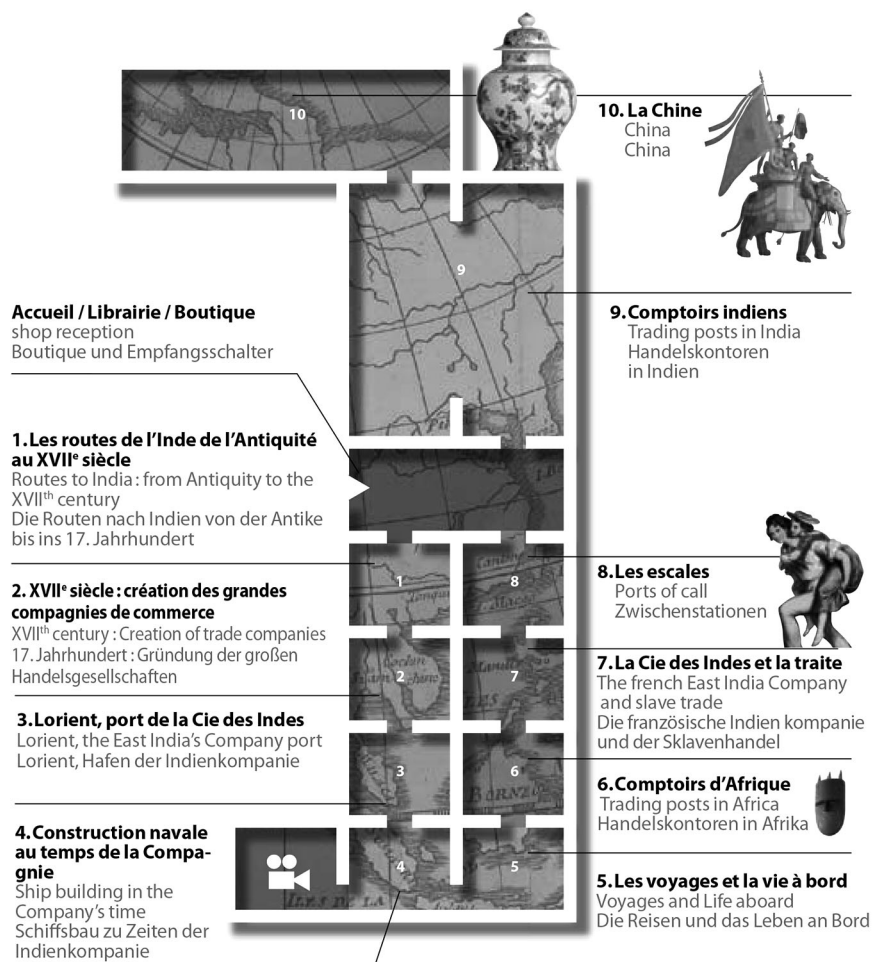 10. La Chine
China
China
10
9
Accueil / Librairie / Boutique
shop reception
Boutique und Empfangsschalter
9. Comptoirs indiens
Trading posts in India
Handelskontoren
in Indien
1. Les routes de l’Inde de l’Antiquité
au XVIIe siècle
Routes to India : from Antiquity to the
XVIIth century
Die Routen nach Indien von der Antike
bis ins 17. Jahrhundert
1
8
8. Les escales
Ports of call
Zwischenstationen
2. XVIIe siècle : création des grandes
compagnies de commerce
XVIIth century : Creation of trade companies
17. Jahrhundert : Gründung der großen
Handelsgesellschaften
2
7
7. La Cie des Indes et la traite
The french East India Company
and slave trade
Die französische Indien kompanie
und der Sklavenhandel
3. Lorient, port de la Cie des Indes
Lorient, the East India’s Company port
Lorient, Hafen der Indienkompanie
3
6
BORNEO
6. Comptoirs d’Afrique
Trading posts in Africa
Handelskontoren in Afrika
4. Construction navale
au temps de la Compa-
gnie
Ship building in the
Company’s time
Schiffsbau zu Zeiten der
Indienkompanie
4
5
ILES DE LA
5. Les voyages et la vie à bord
Voyages and Life aboard
Die Reisen und das Leben an Bord